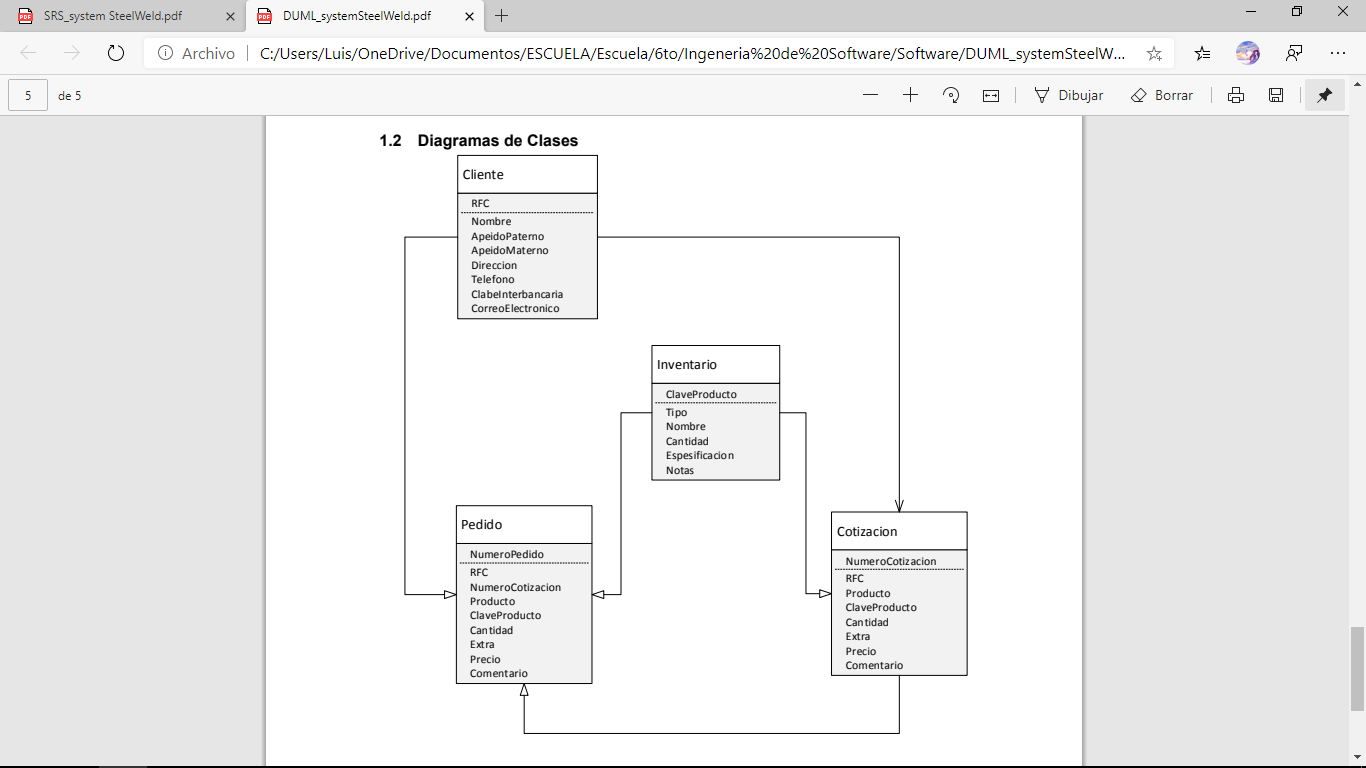 SRS_system SteelWeld.pdf
DUML_systemSteelWeld.pdf
Archivo
C:/Users/Luis/OneDrive/Documentos/ESCUELA/Escuela/6to/Ingeneria%20de%20Software/Software/DUML_systemSteelW...
5 de 5
Dibujar
Borrar
1.2 Diagramas de Clases
Cliente
RFC
Nombre
ApeidoPaterno
ApeidoMaterno
Direccion
Telefono
ClabeInterbancaria
CorreoElectronico
Inventario
ClaveProducto
Tipo
Nombre
Cantidad
Espesificacion
Notas
Pedido
NumeroPedido
RFC
NumeroCotizacion
Producto
ClaveProducto
Cantidad
Extra
Precio
Comentario
Cotizacion
NumeroCotizacion
RFC
Producto
ClaveProducto
Cantidad
Extra
Precio
Comentario